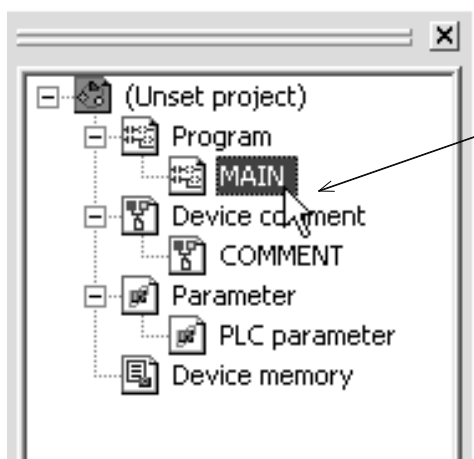 (Unset project)
Program
MAIN
Device comment
COMMENT
Parameter
PLC parameter
Device memory